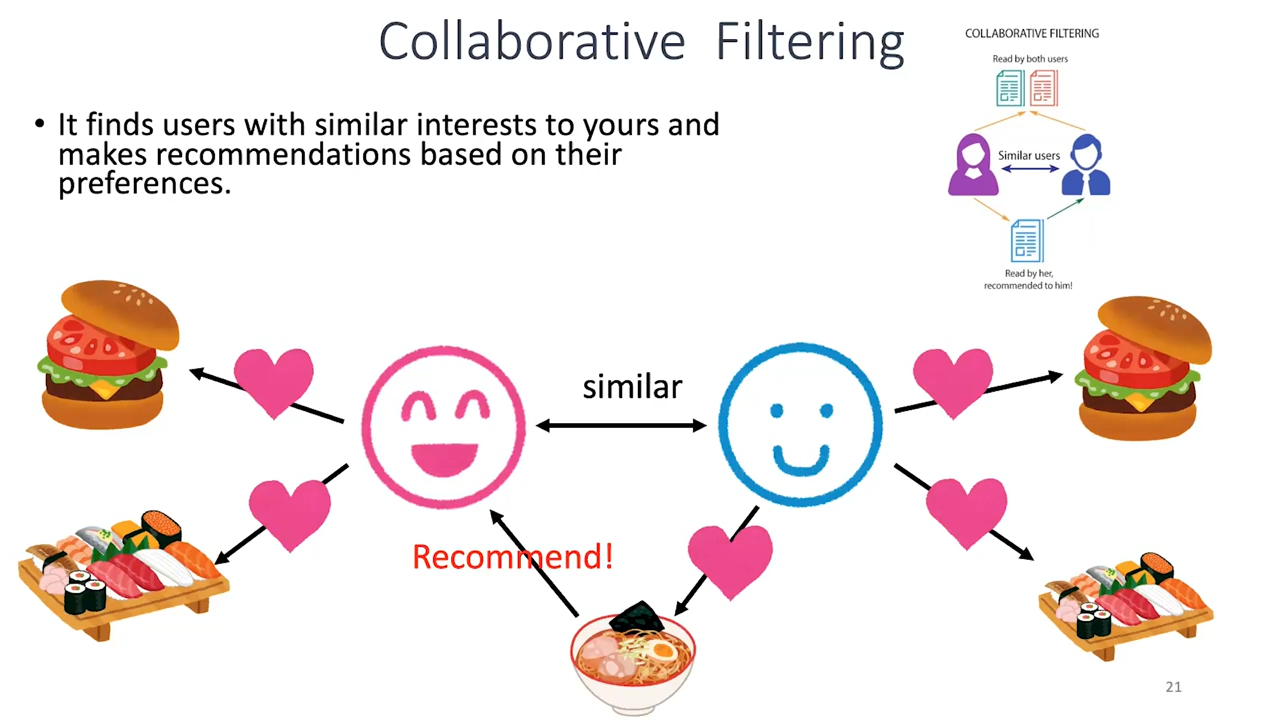 Collaborative Filtering
• It finds users with similar interests to yours and
makes recommendations based on their
preferences.
COLLABORATIVE FILTERING
Read by both users
Similar users
Read by her,
recommended to him!
similar
Recommend!
21